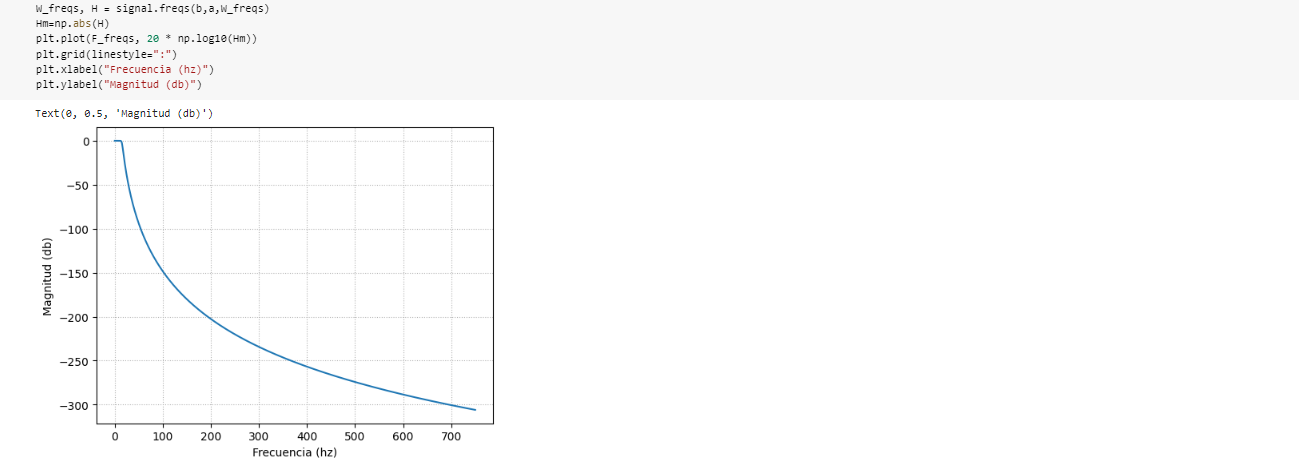 W_freqs, H = signal.freqs(b,a,W_freqs)
Hm=np.abs(H)
plt.plot(F_freqs, 20 * np.log10(Hm))
plt.grid(linestyle=":")
plt.xlabel("Frecuencia (hz)")
plt.ylabel("Magnitud (db)")
Text(0, 0.5, 'Magnitud (db)')
0
−50
−100
−150
−200
−250
−300
Magnitud (db)
0 100 200 300 400 500 600 700
Frecuencia (hz)